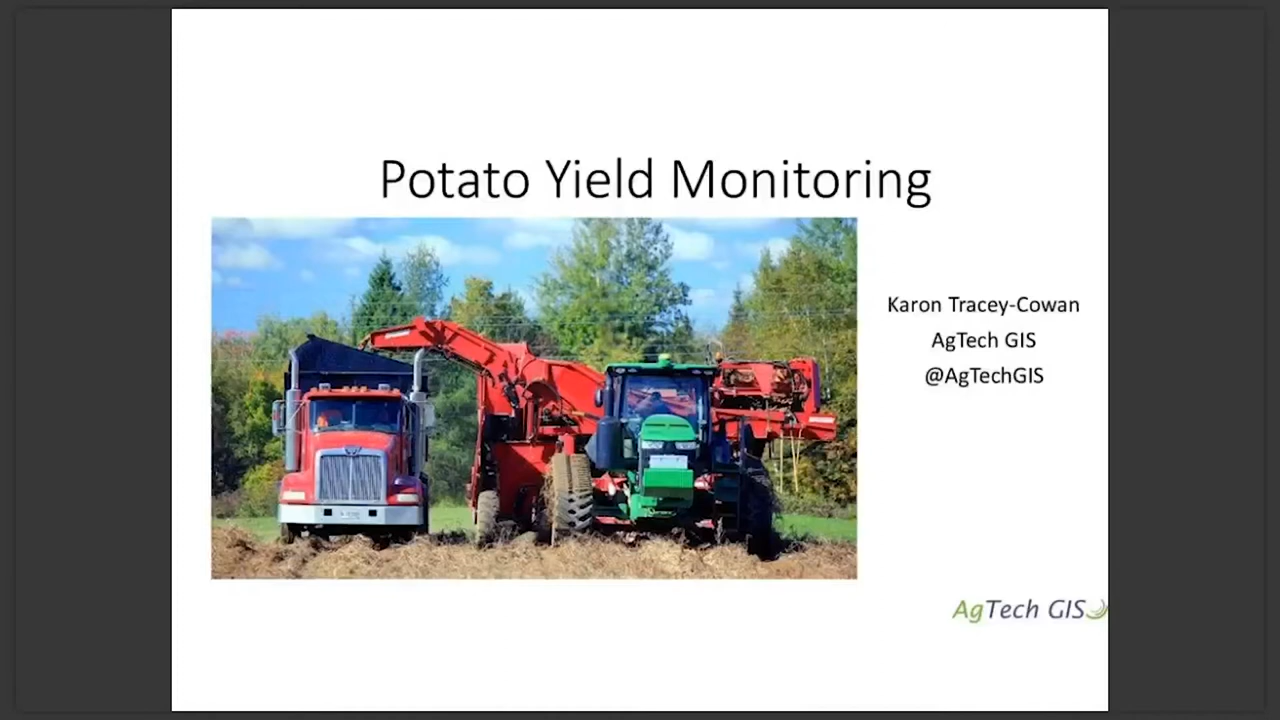 Potato Yield Monitoring
Karon Tracey-Cowan
AgTech GIS
@AgTechGIS
AgTech GIS